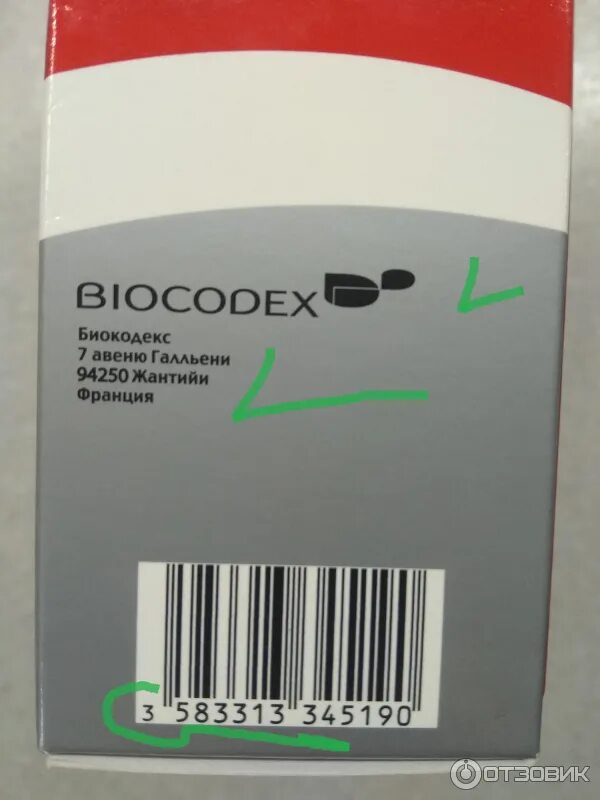 BIOCODEX
Биокодекс
7 авеню Галльени
94250 Жантийи
Франция
3 583313 345190
ОТЗОВИК